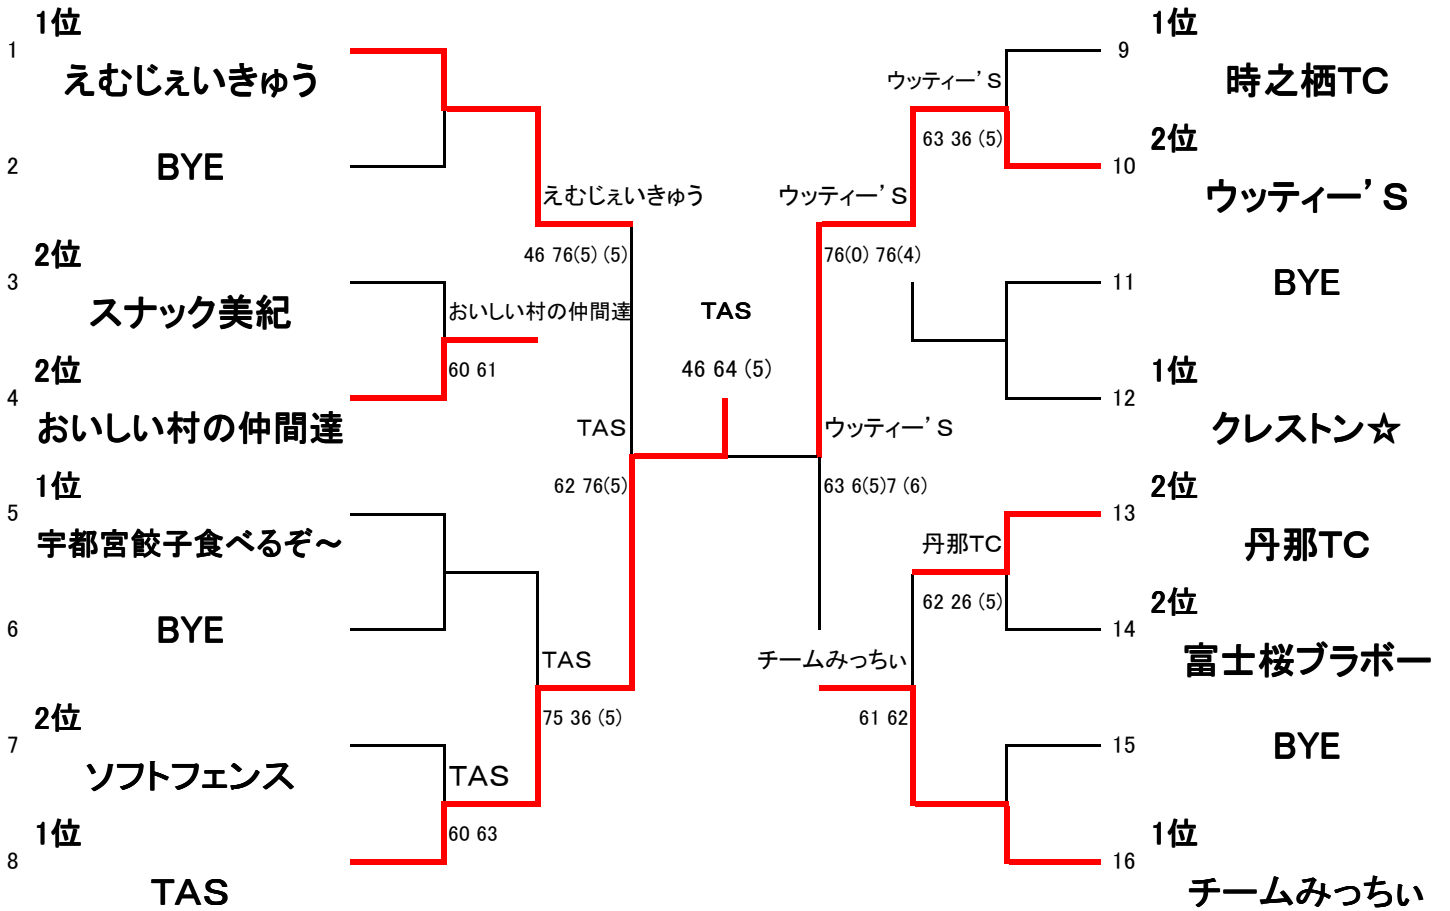 1位
1
えむじぇいきゅう
2
BYE
2位
3
スナック美紀
2位
4
おいしい村の仲間達
1位
5
宇都宮餃子食べるぞ～
6
BYE
2位
7
ソフトフェンス
1位
8
TAS
えむじぇいきゅう
46 76(5) (5)
おいしい村の仲間達
60 61
TAS
62 76(5)
TAS
75 36 (5)
TAS
60 63
TAS
46 64 (5)
ウッティー’S
63 36 (5)
ウッティー’S
76(0) 76(4)
ウッティー’S
63 6(5)7 (6)
丹那TC
62 26 (5)
チームみっちぃ
61 62
1位
9
時之栖TC
2位
10
ウッティー’S
11
BYE
1位
12
クレストン☆
2位
13
丹那TC
2位
14
富士桜ブラボー
15
BYE
1位
16
チームみっちぃ